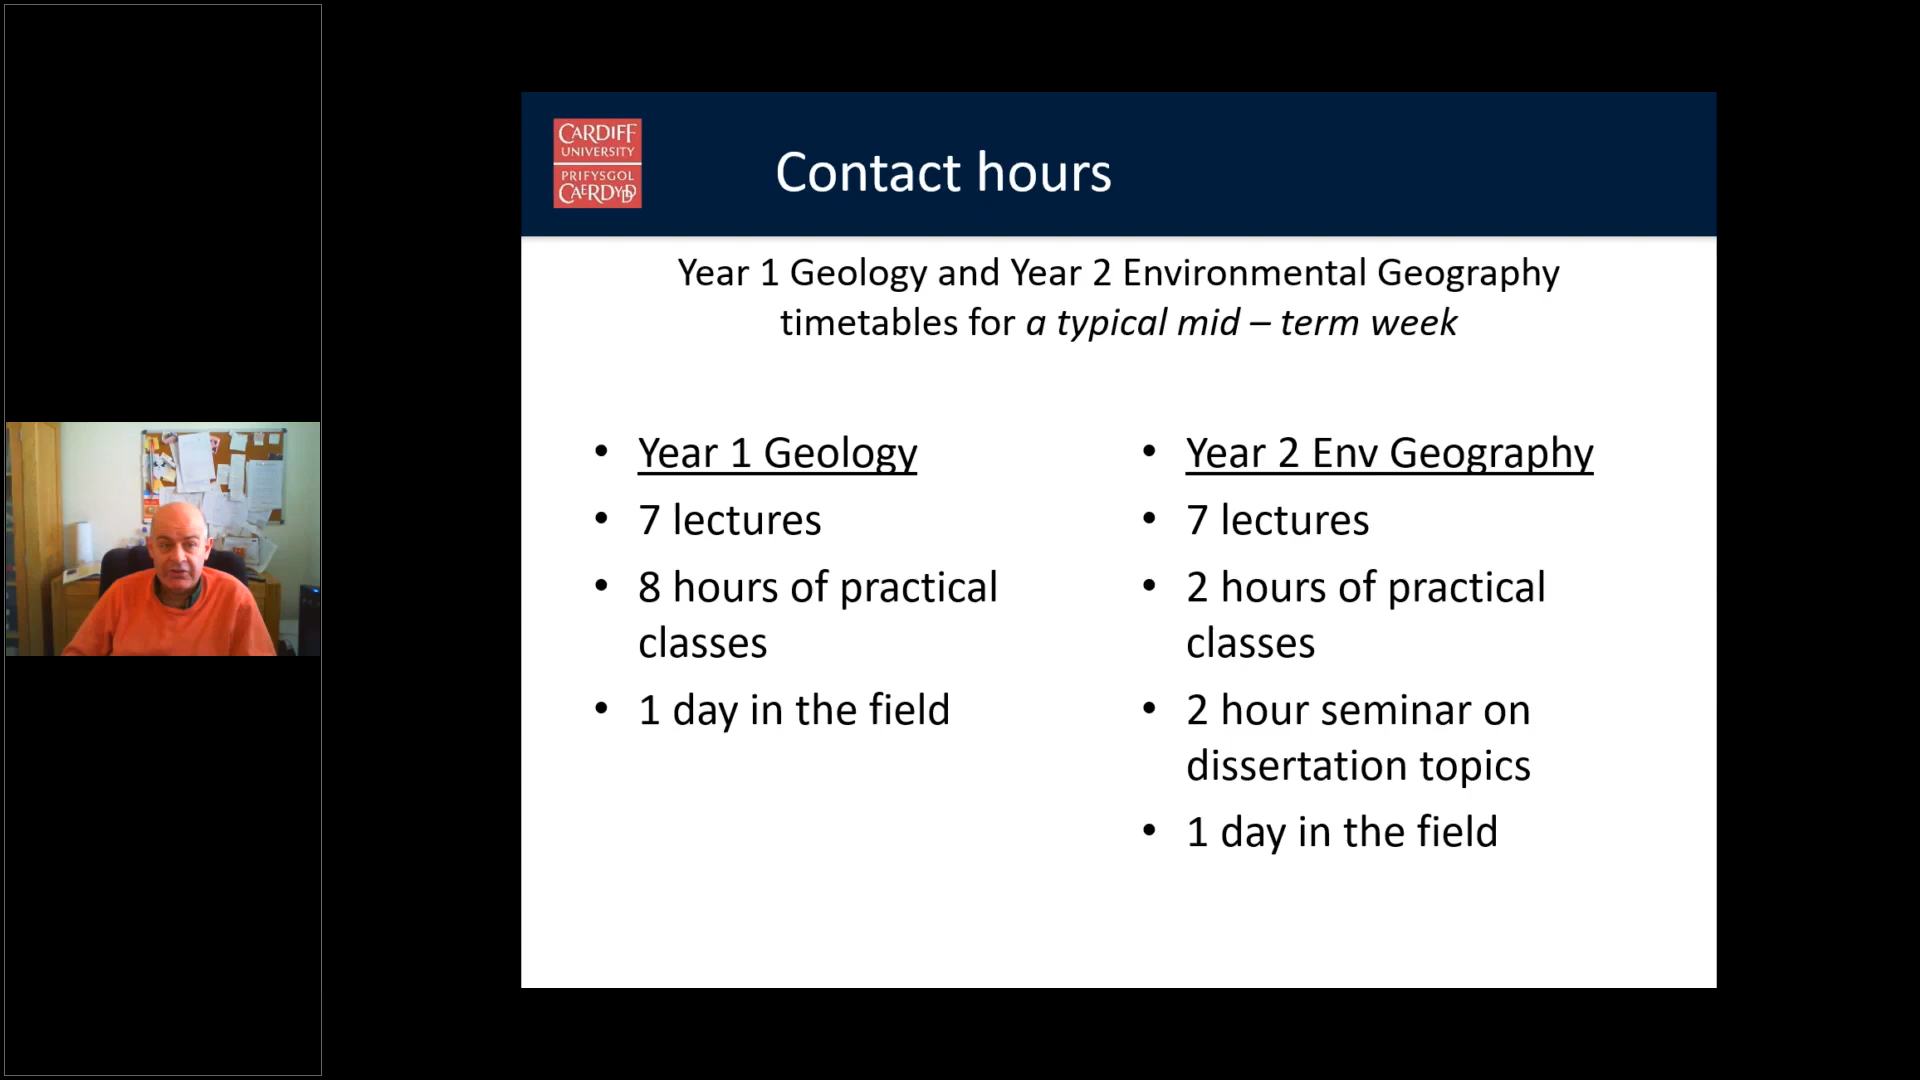 CARDIFF
UNIVERSITY
PRIFYSGOL
CAERDYDD
Contact hours
Year 1 Geology and Year 2 Environmental Geography
timetables for a typical mid – term week
• Year 1 Geology
• 7 lectures
• 8 hours of practical
classes
• 1 day in the field
• Year 2 Env Geography
• 7 lectures
• 2 hours of practical
classes
• 2 hour seminar on
dissertation topics
• 1 day in the field